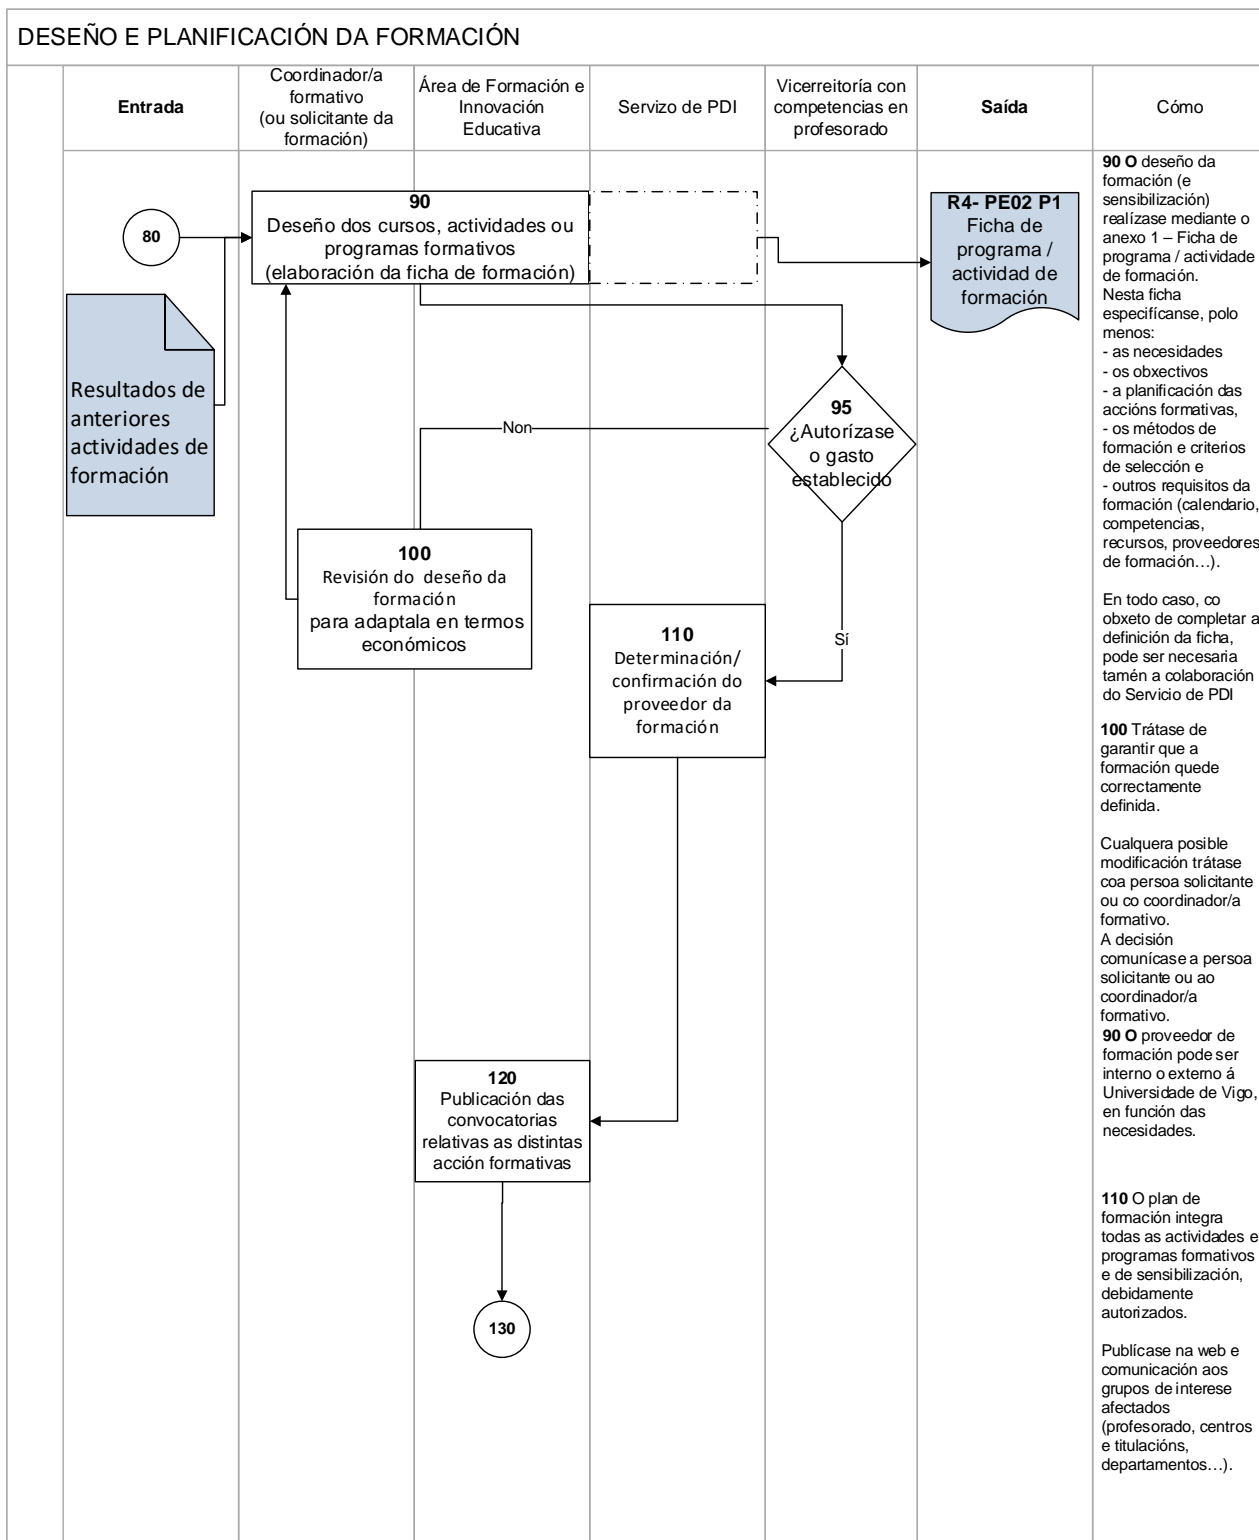 DESEÑO E PLANIFICACIÓN DA FORMACIÓN
Entrada
Coordinador/a
formativo
(ou solicitante da
formación)
Área de Formación e
Innovación
Educativa
Servizo de PDI
Vicerreitoría con
competencias en
profesorado
Saída
Cómo
80
Resultados de
anteriores
actividades de
formación
90
Deseño dos cursos, actividades ou
programas formativos
(elaboración da ficha de formación)
R4- PE02 P1
Ficha de
programa /
actividad de
formación
95
¿Autorízase
o gasto
establecido
Non
Sí
100
Revisión do deseño da
formación
para adaptala en termos
económicos
110
Determinación/
confirmación do
proveedor da
formación
120
Publicación das
convocatorias
relativas as distintas
acción formativas
130
90 O deseño da
formación (e
sensibilización)
realízase mediante o
anexo 1 – Ficha de
programa / actividade
de formación.
Nesta ficha
especifícanse, polo
menos:
- as necesidades
- os obxectivos
- a planificación das
accións formativas,
- os métodos de
formación e criterios
de selección e
- outros requisitos da
formación (calendario,
competencias,
recursos, proveedores
de formación…).
En todo caso, co
obxeto de completar a
definición da ficha,
pode ser necesaria
tamén a colaboración
do Servicio de PDI
100 Trátase de
garantir que a
formación quede
correctamente
definida.
Cualquera posible
modificación trátase
coa persoa solicitante
ou co coordinador/a
formativo.
A decisión
comunícase a persoa
solicitante ou ao
coordinador/a
formativo.
90 O proveedor de
formación pode ser
interno o externo á
Universidade de Vigo,
en función das
necesidades.
110 O plan de
formación integra
todas as actividades e
programas formativos
e de sensibilización,
debidamente
autorizados.
Publícase na web e
comunicación aos
grupos de interese
afectados
(profesorado, centros
e titulacións,
departamentos…).